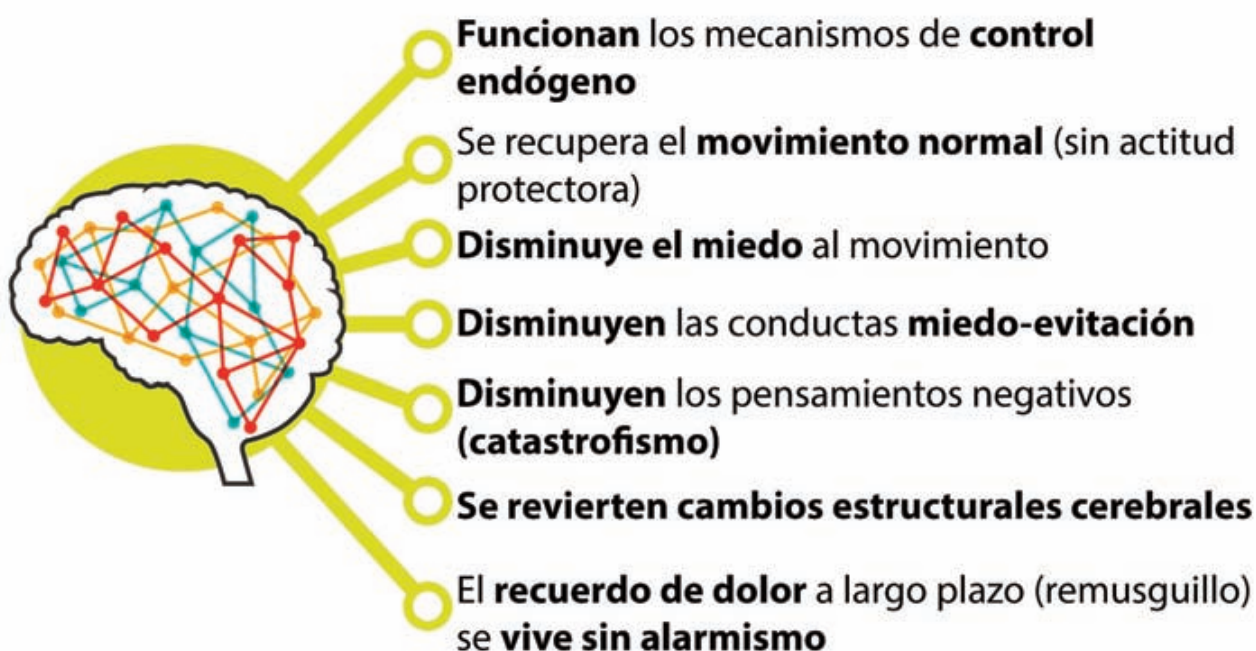 Funcionan los mecanismos de control
endógeno
Se recupera el movimiento normal (sin actitud
protectora)
Disminuye el miedo al movimiento
Disminuyen las conductas miedo-evitación
Disminuyen los pensamientos negativos
(catastrofismo)
Se revierten cambios estructurales cerebrales
El recuerdo de dolor a largo plazo (remusguillo)
se vive sin alarmismo